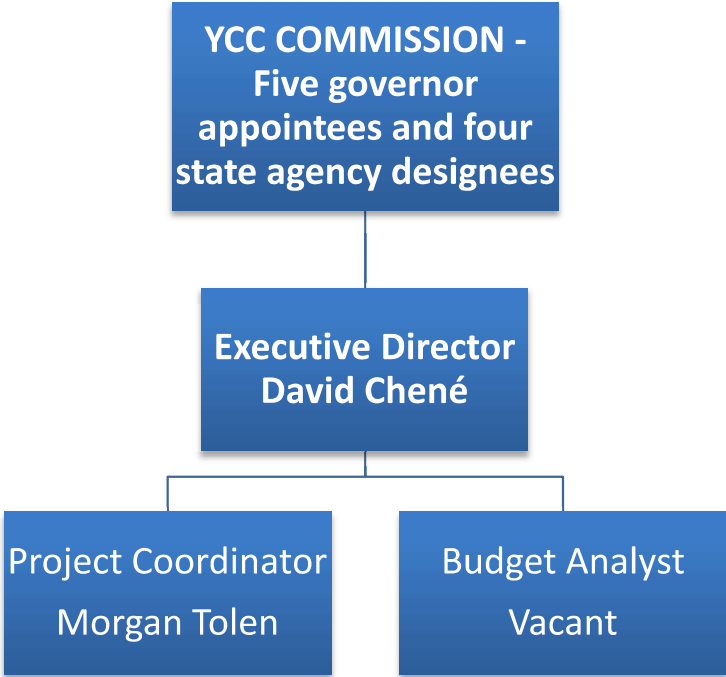 YCC COMMISSION -
Five governor
appointees and four
state agency designees
Executive Director
David Chené
Project Coordinator
Morgan Tolen
Budget Analyst
Vacant